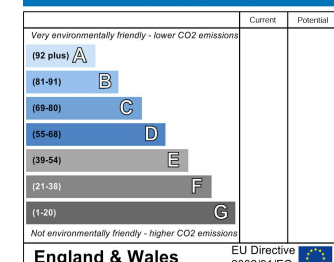 Current Potential
Very environmentally friendly - lower CO2 emissions
(92 plus) A
(81-91) B
(69-80) C
(55-68) D
(39-54) E
(21-38) F
(1-20) G
Not environmentally friendly - higher CO2 emissions
England & Wales
EU Directive